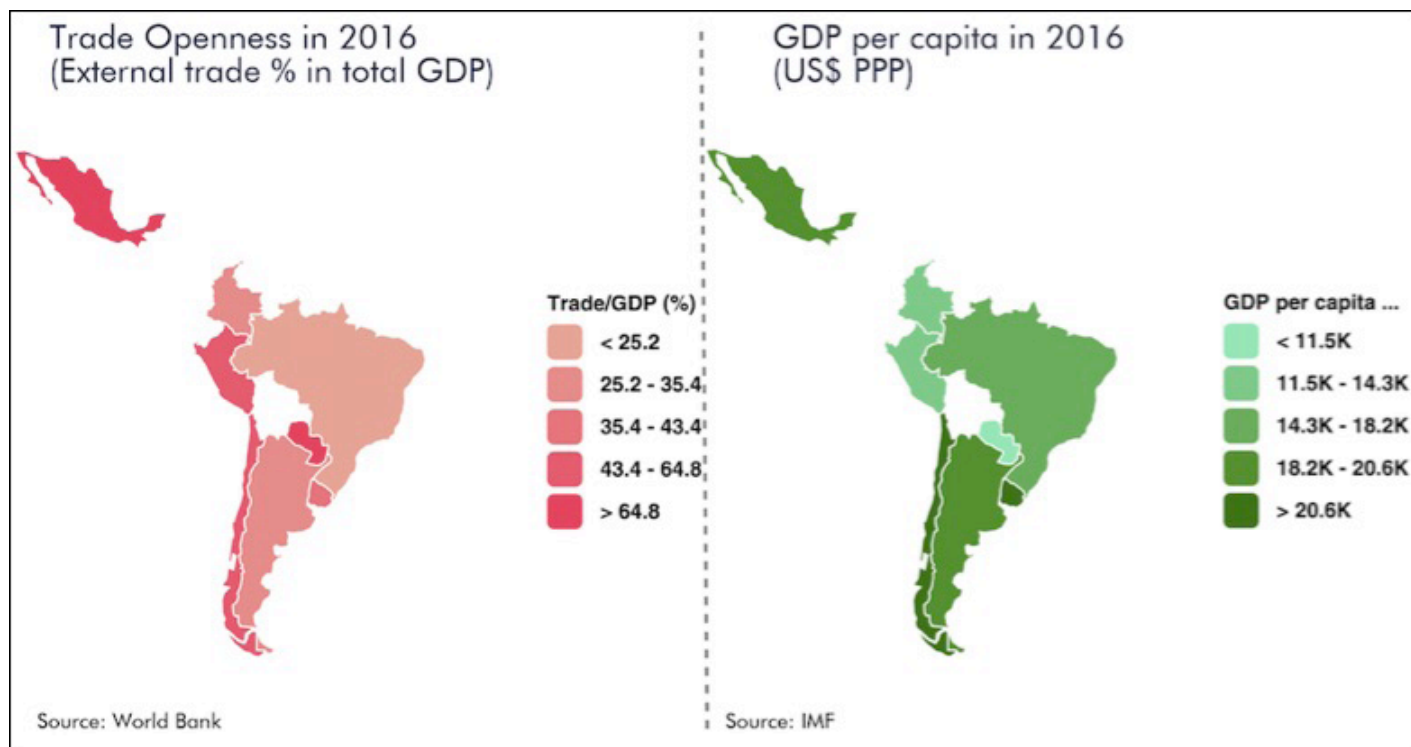 Trade Openness in 2016
(External trade % in total GDP)
Trade/GDP (%)
< 25.2
25.2 - 35.4
35.4 - 43.4
43.4 - 64.8
> 64.8
Source: World Bank
GDP per capita in 2016
(US$ PPP)
GDP per capita ...
< 11.5K
11.5K - 14.3K
14.3K - 18.2K
18.2K - 20.6K
> 20.6K
Source: IMF